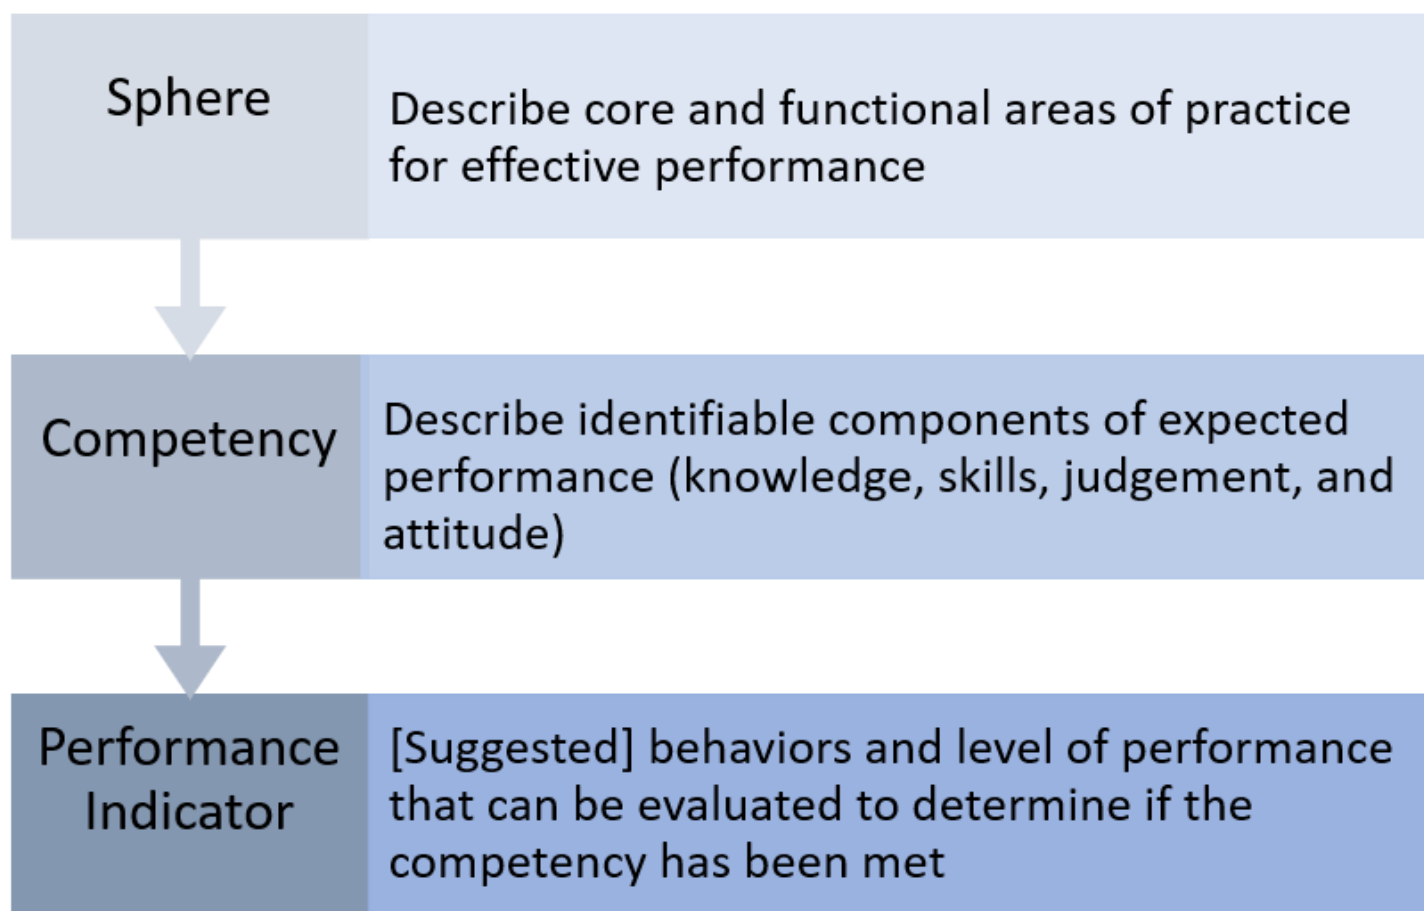 Sphere
Describe core and functional areas of practice
for effective performance
Competency
Describe identifiable components of expected
performance (knowledge, skills, judgement, and
attitude)
Performance
Indicator
[Suggested] behaviors and level of performance
that can be evaluated to determine if the
competency has been met